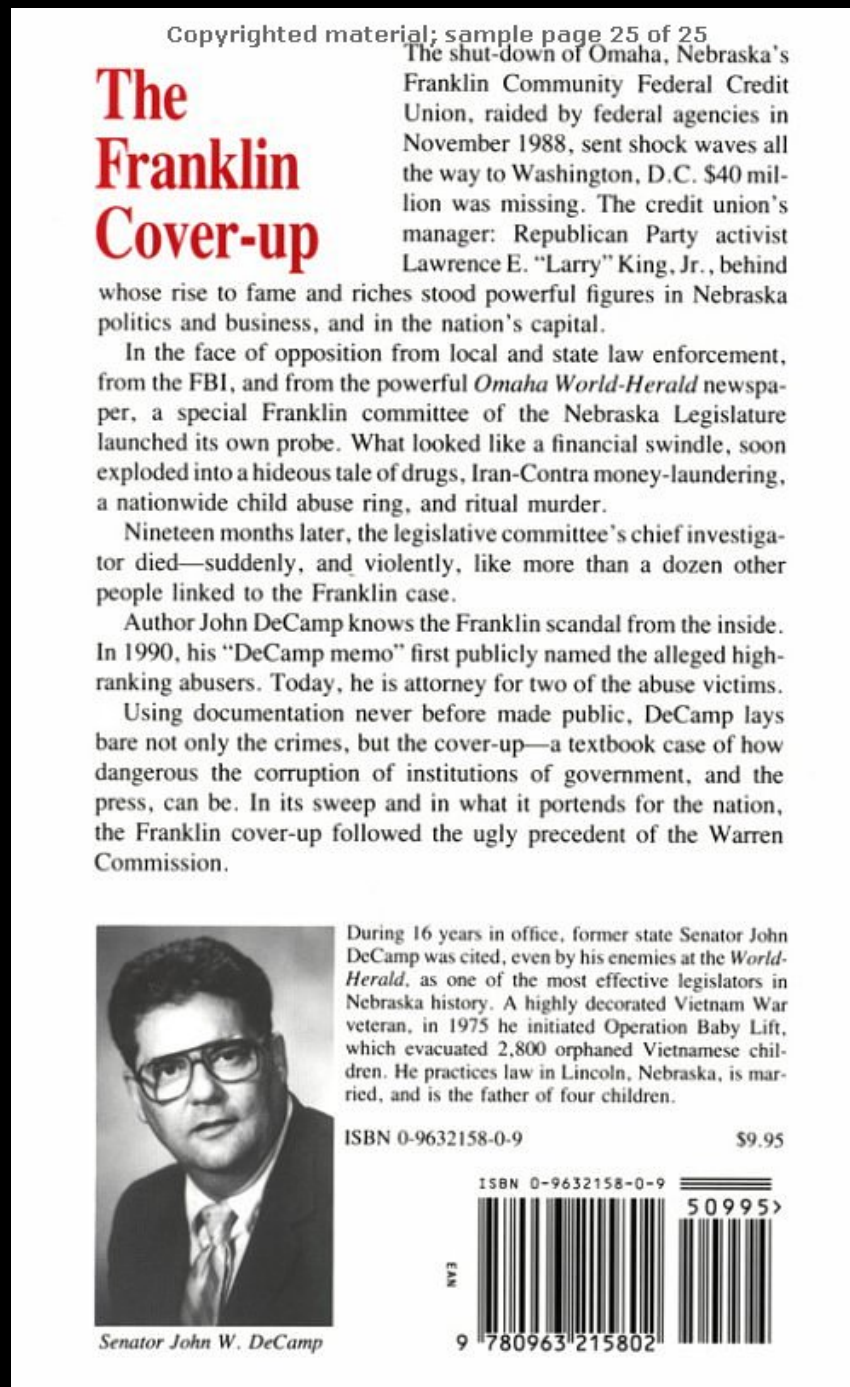 Copyrighted material; sample page 25 of 25
The
Franklin
Cover-up
The shut-down of Omaha, Nebraska's
Franklin Community Federal Credit
Union, raided by federal agencies in
November 1988, sent shock waves all
the way to Washington, D.C. $40 mil-
lion was missing. The credit union's
manager: Republican Party activist
Lawrence E. “Larry” King, Jr., behind
whose rise to fame and riches stood powerful figures in Nebraska
politics and business, and in the nation's capital.
In the face of opposition from local and state law enforcement,
from the FBI, and from the powerful Omaha World-Herald newspa-
per, a special Franklin committee of the Nebraska Legislature
launched its own probe. What looked like a financial swindle, soon
exploded into a hideous tale of drugs, Iran-Contra money-laundering,
a nationwide child abuse ring, and ritual murder.
Nineteen months later, the legislative committee's chief investiga-
tor died—suddenly, and violently, like more than a dozen other
people linked to the Franklin case.
Author John DeCamp knows the Franklin scandal from the inside.
In 1990, his “DeCamp memo” first publicly named the alleged high-
ranking abusers. Today, he is attorney for two of the abuse victims.
Using documentation never before made public, DeCamp lays
bare not only the crimes, but the cover-up—a textbook case of how
dangerous the corruption of institutions of government, and the
press, can be. In its sweep and in what it portends for the nation,
the Franklin cover-up followed the ugly precedent of the Warren
Commission.
During 16 years in office, former state Senator John
DeCamp was cited, even by his enemies at the World-
Herald, as one of the most effective legislators in
Nebraska history. A highly decorated Vietnam War
veteran, in 1975 he initiated Operation Baby Lift,
which evacuated 2,800 orphaned Vietnamese chil-
dren. He practices law in Lincoln, Nebraska, is mar-
ried, and is the father of four children.
ISBN 0-9632158-0-9 $9.95
ISBN 0-9632158-0-9
50995>
EAN
9 780963 215802
Senator John W. DeCamp